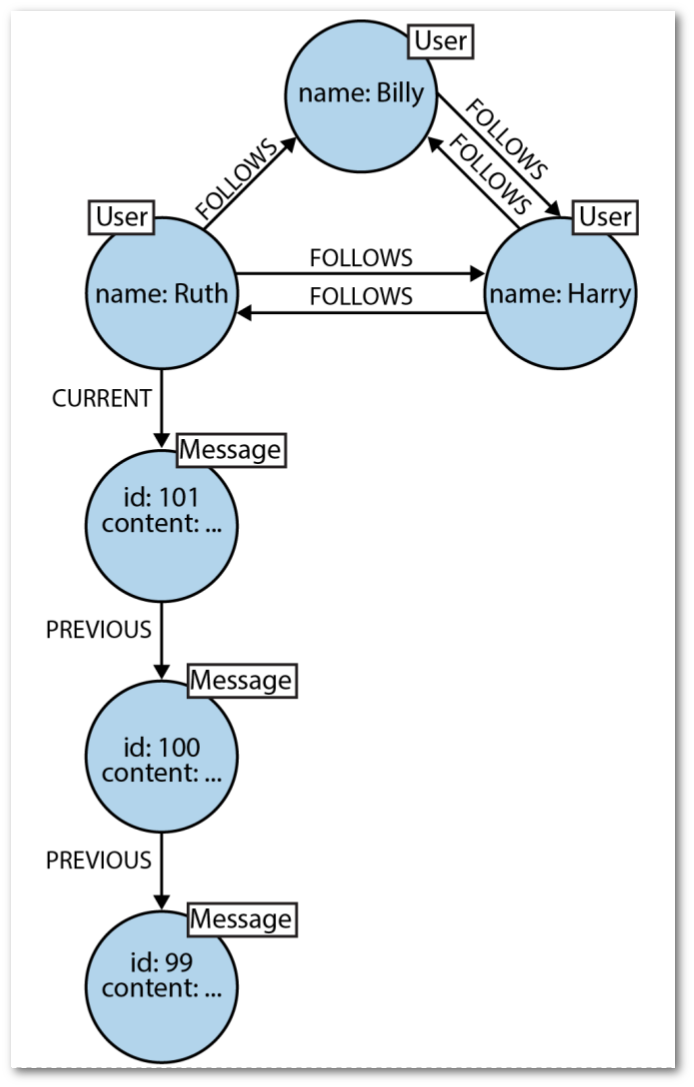 User
name: Billy
FOLLOWS
FOLLOWS
FOLLOWS
User
User
name: Ruth
FOLLOWS
FOLLOWS
name: Harry
CURRENT
Message
id: 101
content: ...
PREVIOUS
Message
id: 100
content: ...
PREVIOUS
Message
id: 99
content: ...